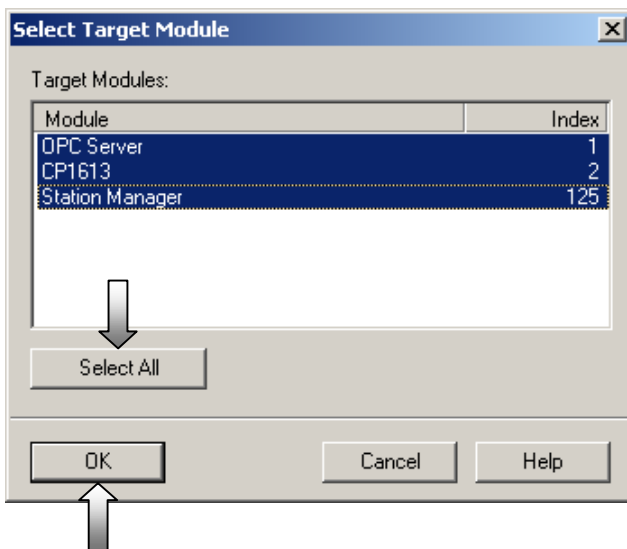 Select Target Module
Target Modules:
Module Index
OPC Server 1
CP1613 2
Station Manager 125
Select All
OK Cancel Help